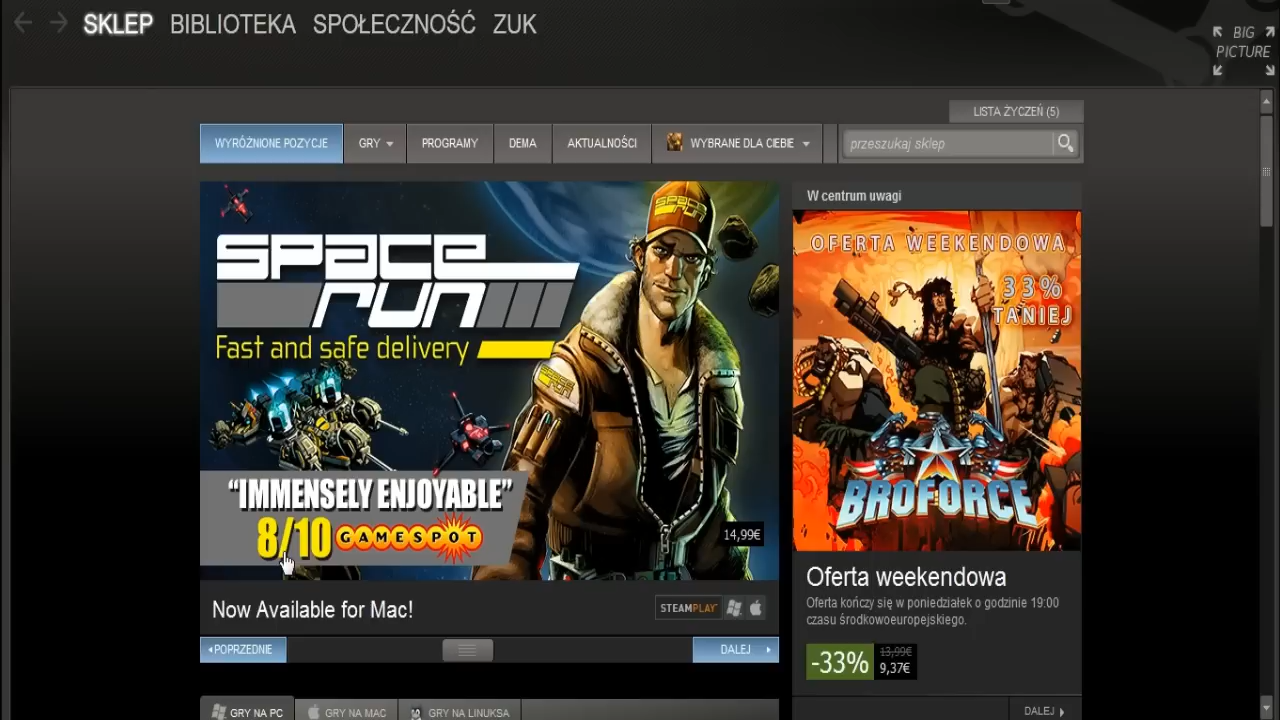 SKLEP BIBLIOTEKA SPOŁECZNOŚĆ ZUK
BIG
PICTURE
LISTA ŻYCZEŃ (5)
WYRÓŻNIONE POZYCJE GRY PROGRAMY DEMA AKTUALNOŚCI WYBRANE DLA CIEBIE przeszukaj sklep
SPACE
RUN
SPACE
RUN
Fast and safe delivery
"IMMENSELY ENJOYABLE"
8/10 GAMESPOT
14,99€
Now Available for Mac!
STEAMPLAY
POPRZEDNIE DALEJ
GRY NA PC GRY NA MAC GRY NA LINUKSA
W centrum uwagi
OFERTA WEEKENDOWA
33%
TANIEJ
BROFORCE
Oferta weekendowa
Oferta kończy się w poniedziałek o godzinie 19:00
czasu środkowoeuropejskiego.
-33% 13,99€
9,37€
DALEJ